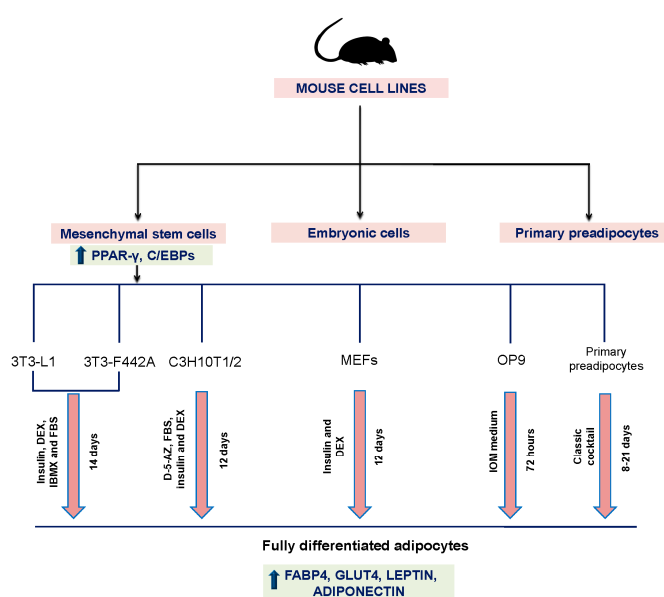 MOUSE CELL LINES
Mesenchymal stem cells
Embryonic cells
Primary preadipocytes
PPAR-γ, C/EBPs
3T3-L1
3T3-F442A
C3H10T1/2
MEFs
OP9
Primary
preadipocytes
Insulin, DEX,
IBMX and FBS
14 days
D-5-AZ, FBS,
insulin and DEX
12 days
Insulin and
DEX
12 days
IOM medium
72 hours
Classic
cocktail
8-21 days
Fully differentiated adipocytes
FABP4, GLUT4, LEPTIN,
ADIPONECTIN